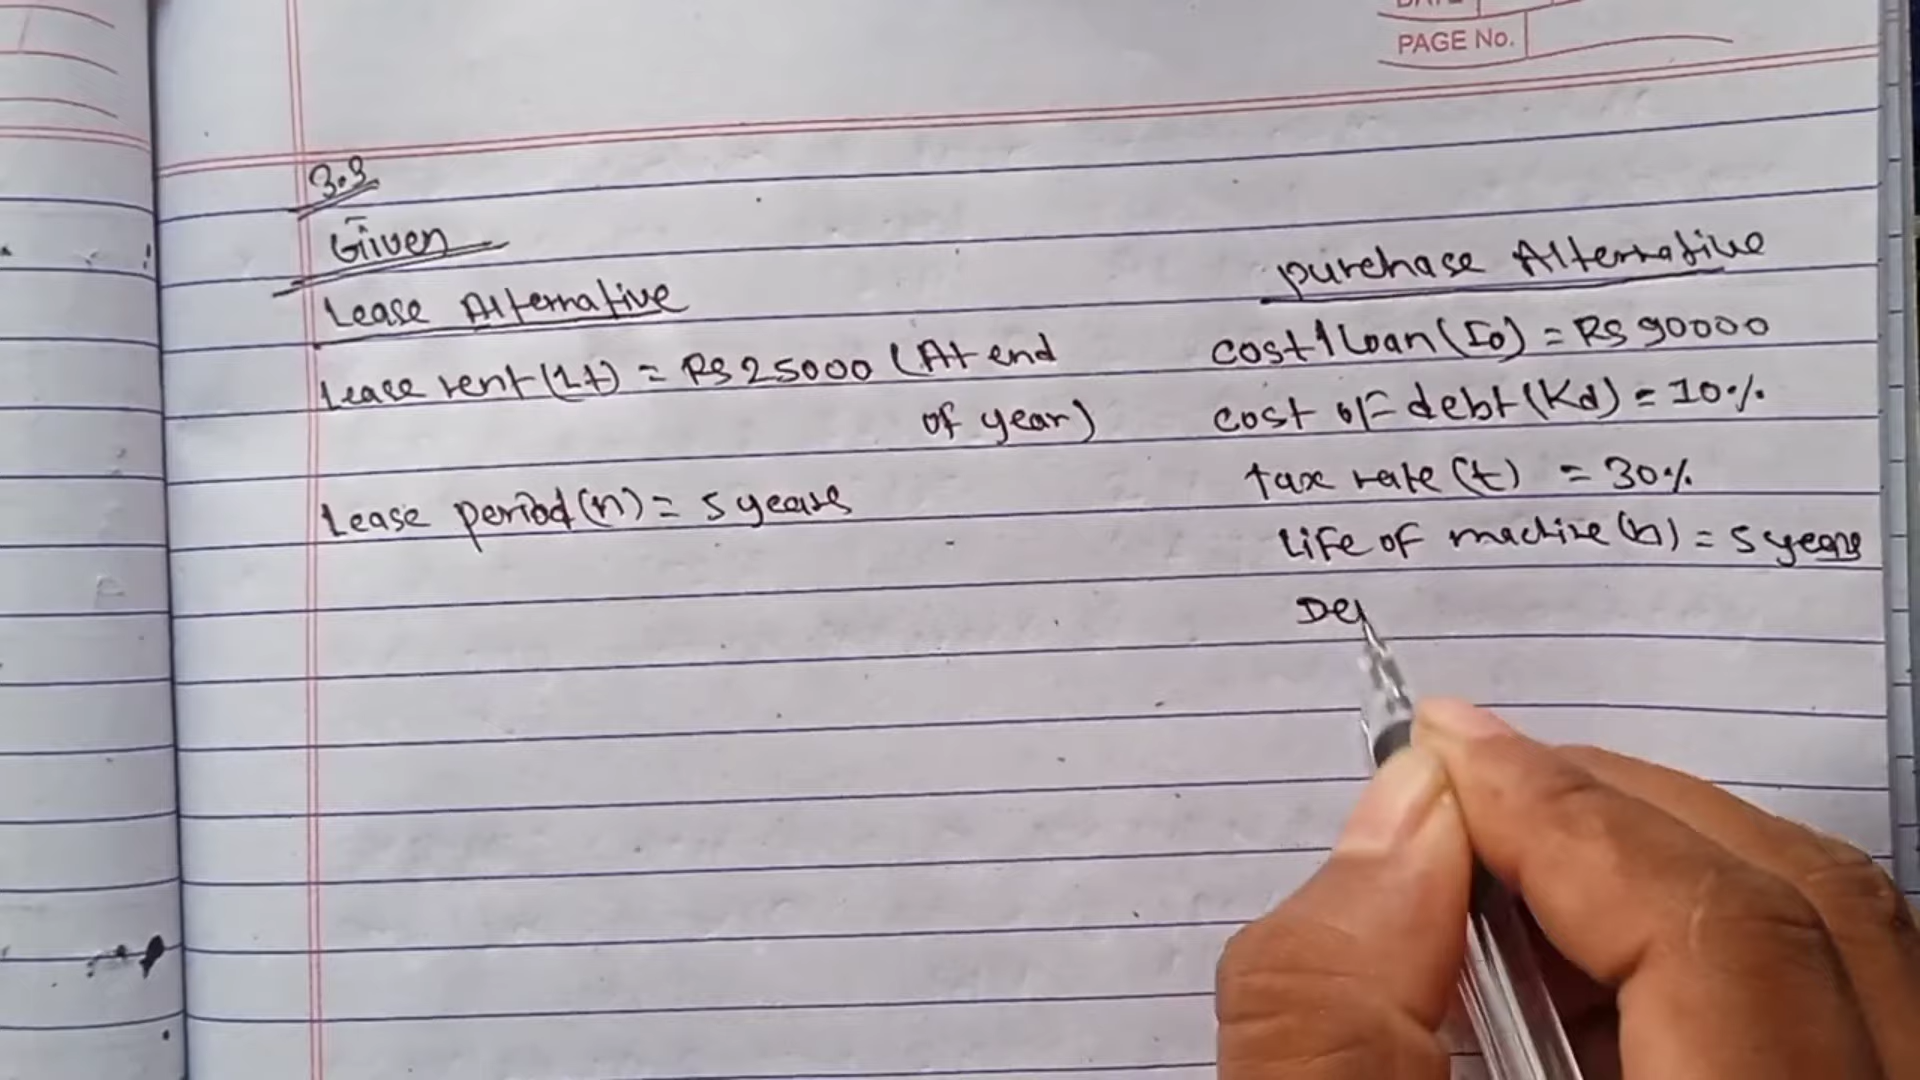 PAGE No.
3.3
Given
Lease Alternative
Lease rent (Lt) = Rs 25000 (At end
of year)
Lease period (n) = 5 years
purchase Alternative
cost / Loan (I0) = Rs 90000
cost of debt (Kd) = 10%
tax rate (t) = 30%
Life of machine (n) = 5 years
De